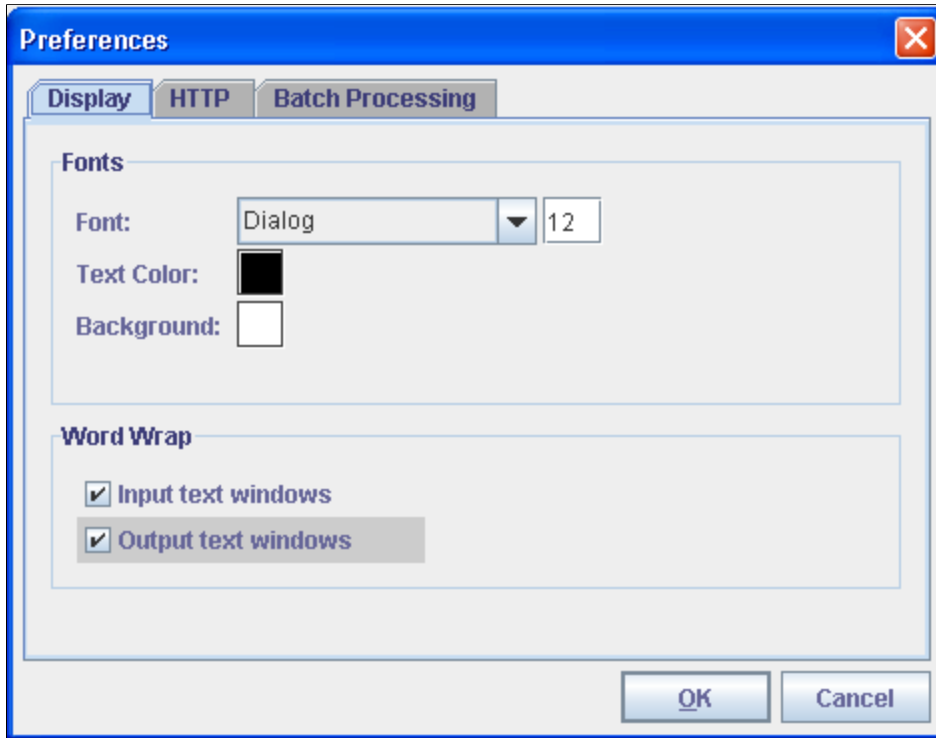 Preferences
Display HTTP Batch Processing
Fonts
Font: Dialog 12
Text Color:
Background:
Word Wrap
Input text windows
Output text windows
OK Cancel